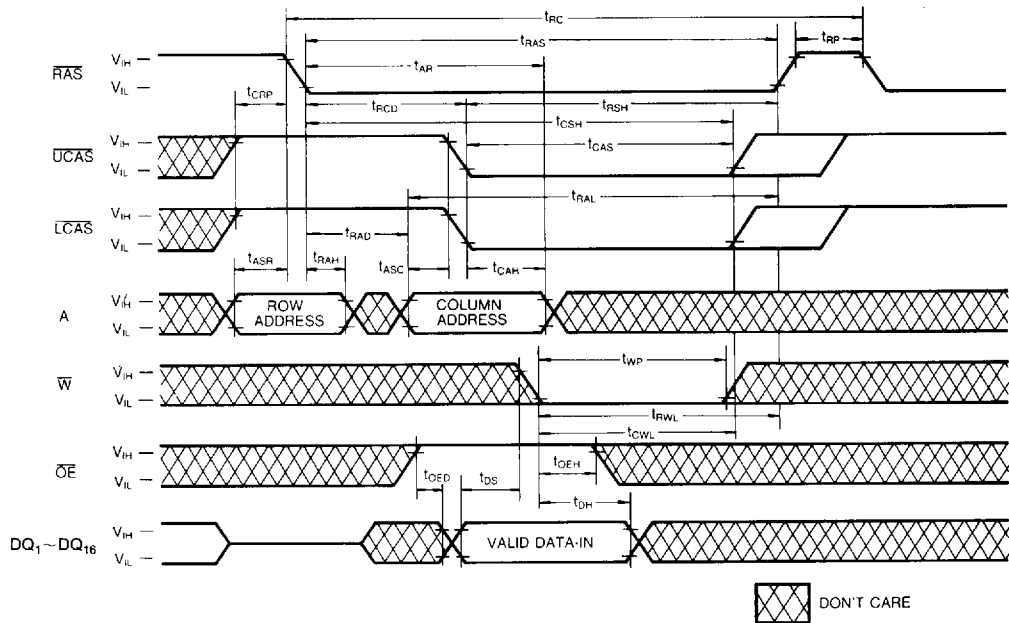 tRC
tRAS
tRP
tAR
RAS
VIH
VIL
tCRP
tRCD
tRSH
tCSH
UCAS
VIH
VIL
tCAS
tRAL
LCAS
VIH
VIL
tRAD
tASR
tRAH
tASC
tCAH
A
VIH
VIL
ROW
ADDRESS
COLUMN
ADDRESS
W
VIH
VIL
tWP
tRWL
tCWL
OE
VIH
VIL
tOED
tDS
tOEH
tDH
DQ1~DQ16
VIH
VIL
VALID DATA-IN
DON'T CARE